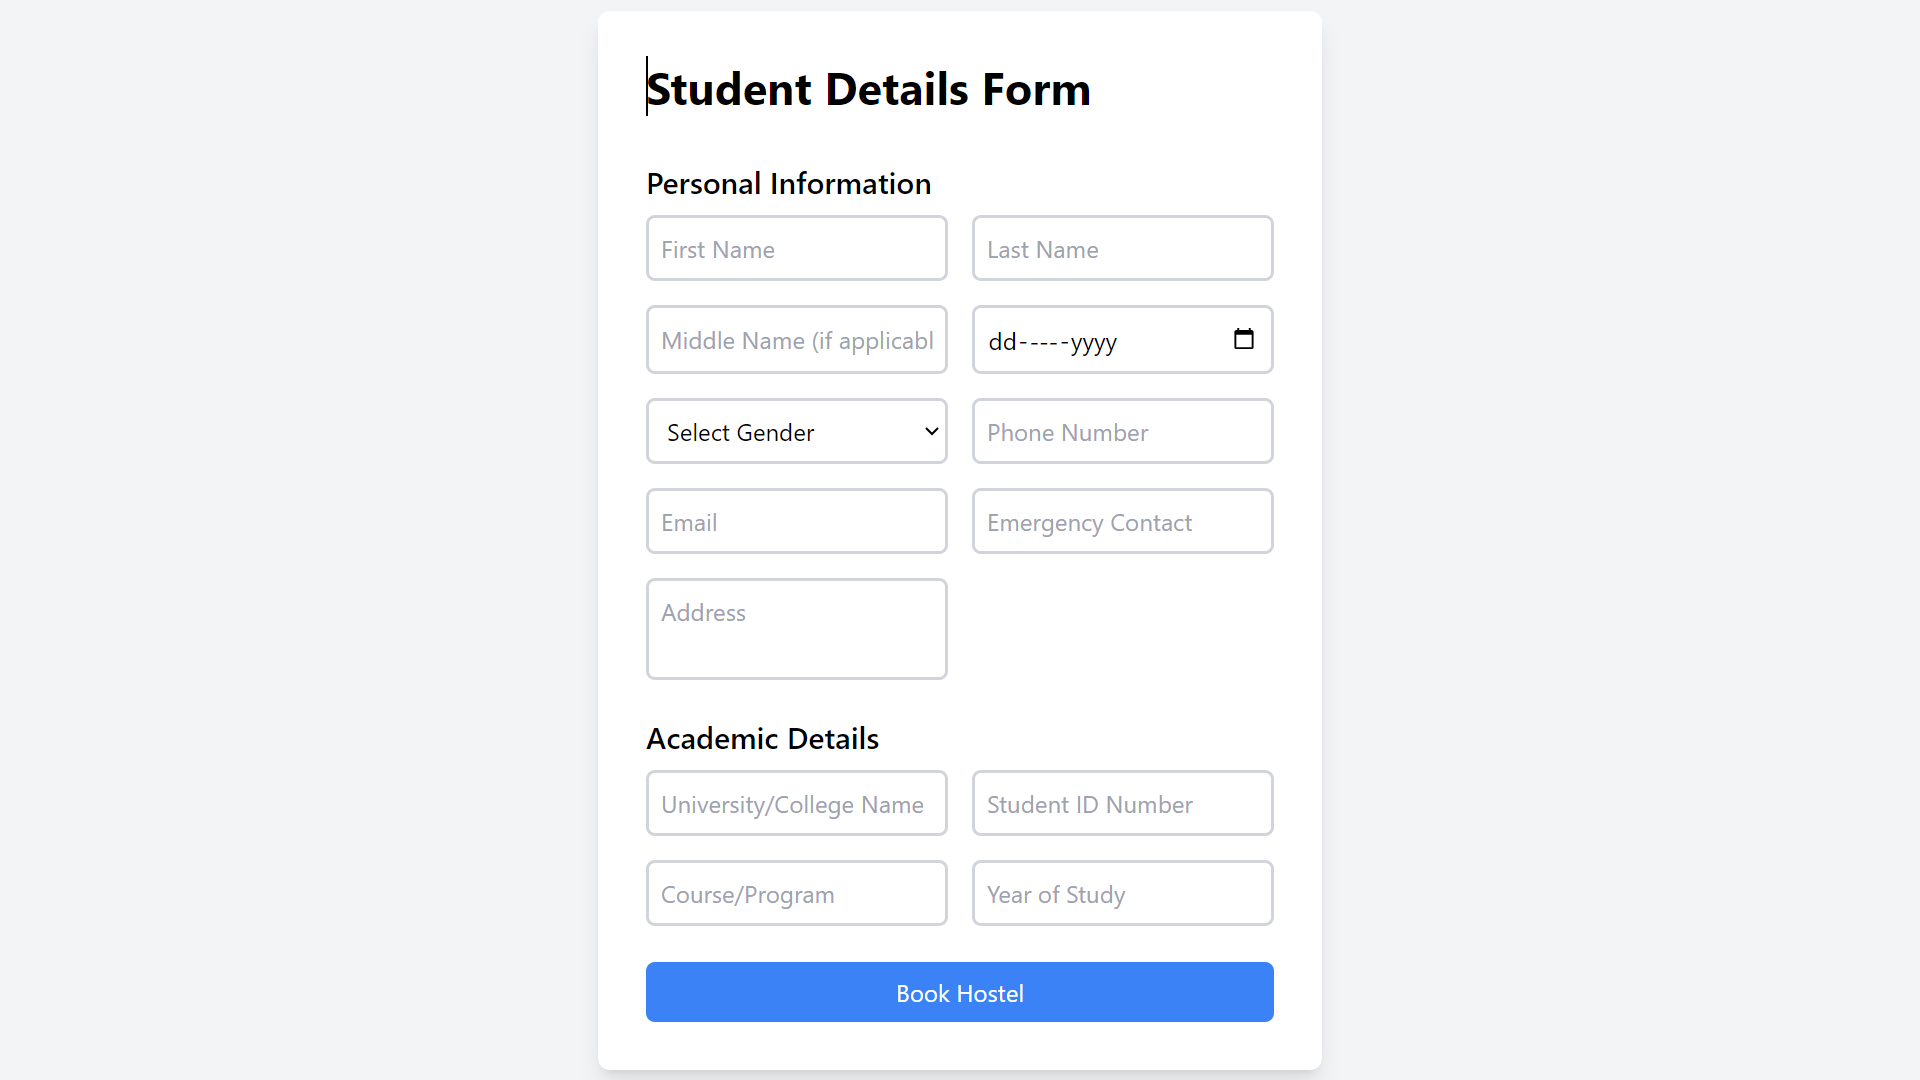 Student Details Form
Personal Information
First Name
Last Name
Middle Name (if applicabl
dd-----yyyy
Select Gender
Phone Number
Email
Emergency Contact
Address
Academic Details
University/College Name
Student ID Number
Course/Program
Year of Study
Book Hostel